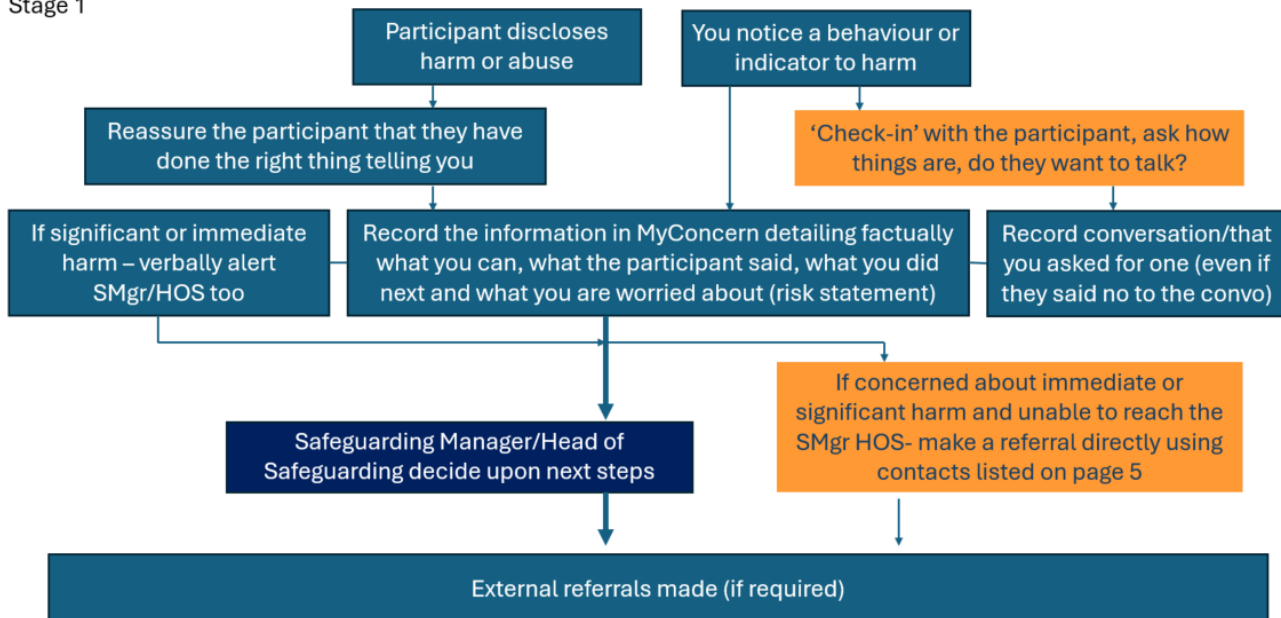 Stage 1
Participant discloses
harm or abuse
You notice a behaviour or
indicator to harm
Reassure the participant that they have
done the right thing telling you
‘Check-in’ with the participant, ask how
things are, do they want to talk?
If significant or immediate
harm – verbally alert
SMgr/HOS too
Record the information in MyConcern detailing factually
what you can, what the participant said, what you did
next and what you are worried about (risk statement)
Record conversation/that
you asked for one (even if
they said no to the convo)
If concerned about immediate or
significant harm and unable to reach the
SMgr HOS- make a referral directly using
contacts listed on page 5
Safeguarding Manager/Head of
Safeguarding decide upon next steps
External referrals made (if required)